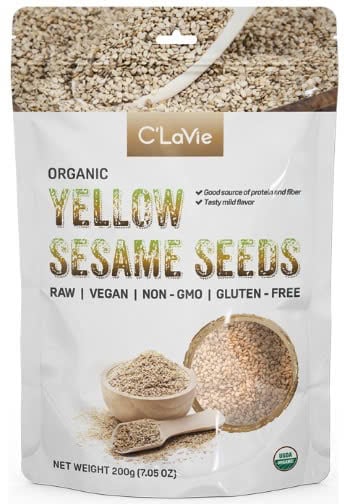 C'LaVie
ORGANIC
YELLOW
SESAME SEEDS
✓ Good source of protein and fiber
✓ Tasty mild flavor
RAW | VEGAN | NON - GMO | GLUTEN - FREE
USDA
ORGANIC
NET WEIGHT 200g (7.05 OZ)